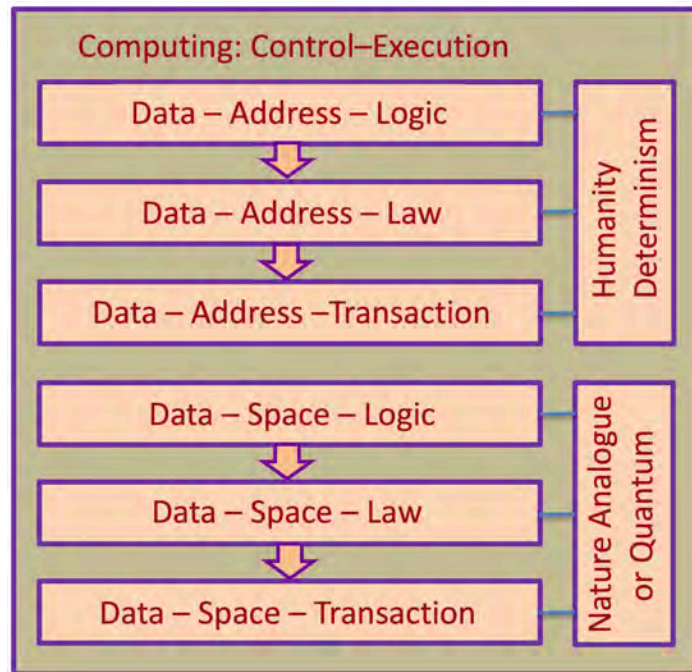 Computing: Control–Execution
Data – Address – Logic
Data – Address – Law
Data – Address –Transaction
Humanity
Determinism
Data – Space – Logic
Data – Space – Law
Data – Space – Transaction
Nature Analogue
or Quantum